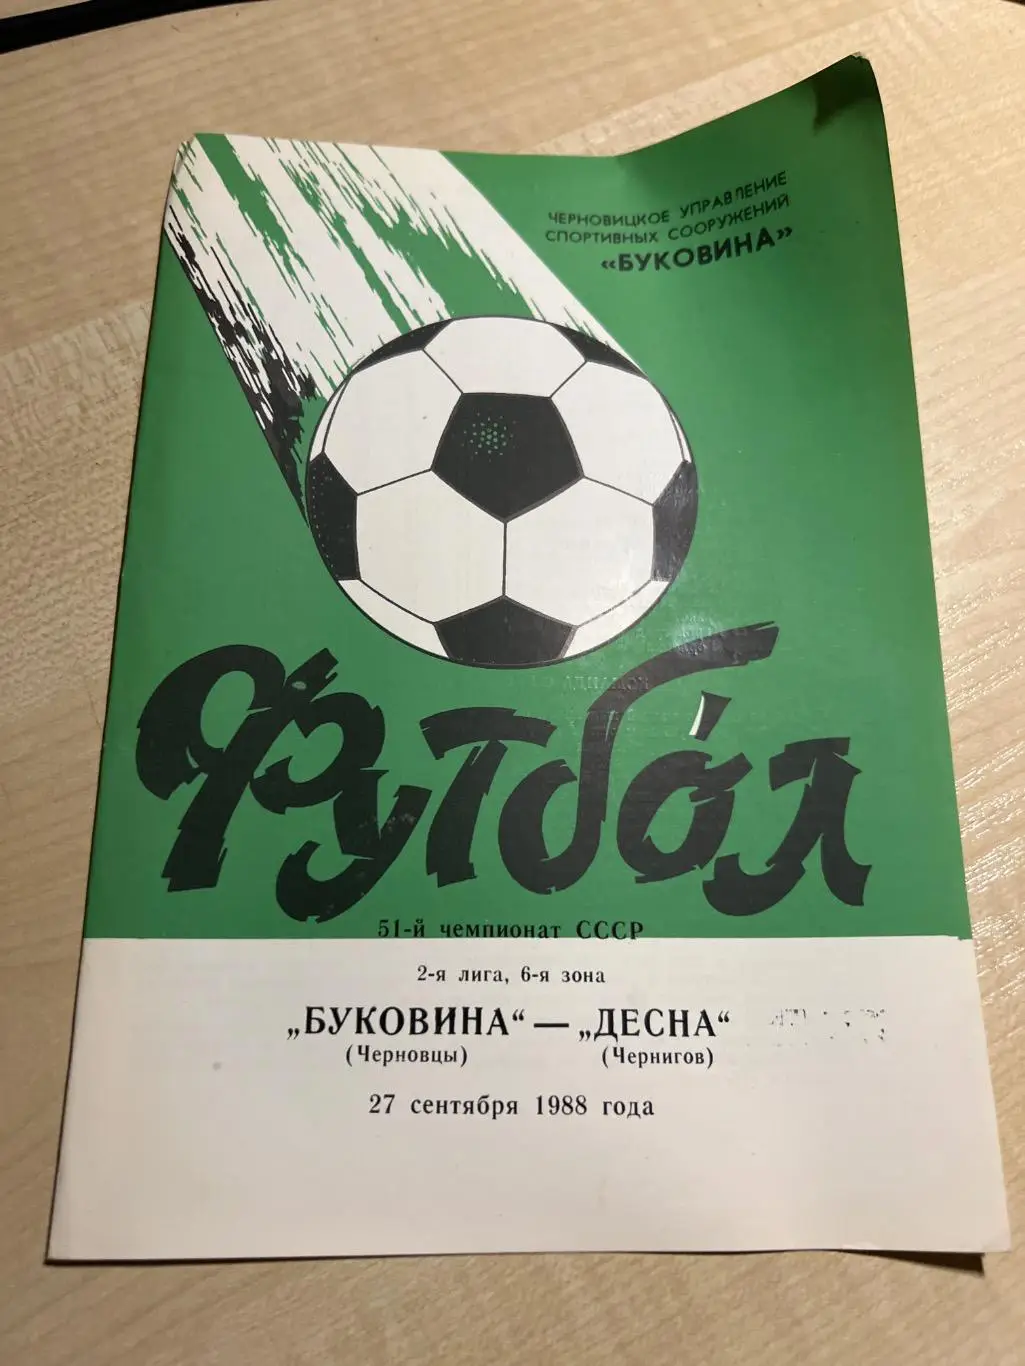 ЧЕРНОВИЦКОЕ УПРАВЛЕНИЕ
СПОРТИВНЫХ СООРУЖЕНИЙ
«БУКОВИНА»
Футбол
51-й чемпионат СССР
2-я лига, 6-я зона
„БУКОВИНА“ — „ДЕСНА“
(Черновцы) (Чернигов)
27 сентября 1988 года